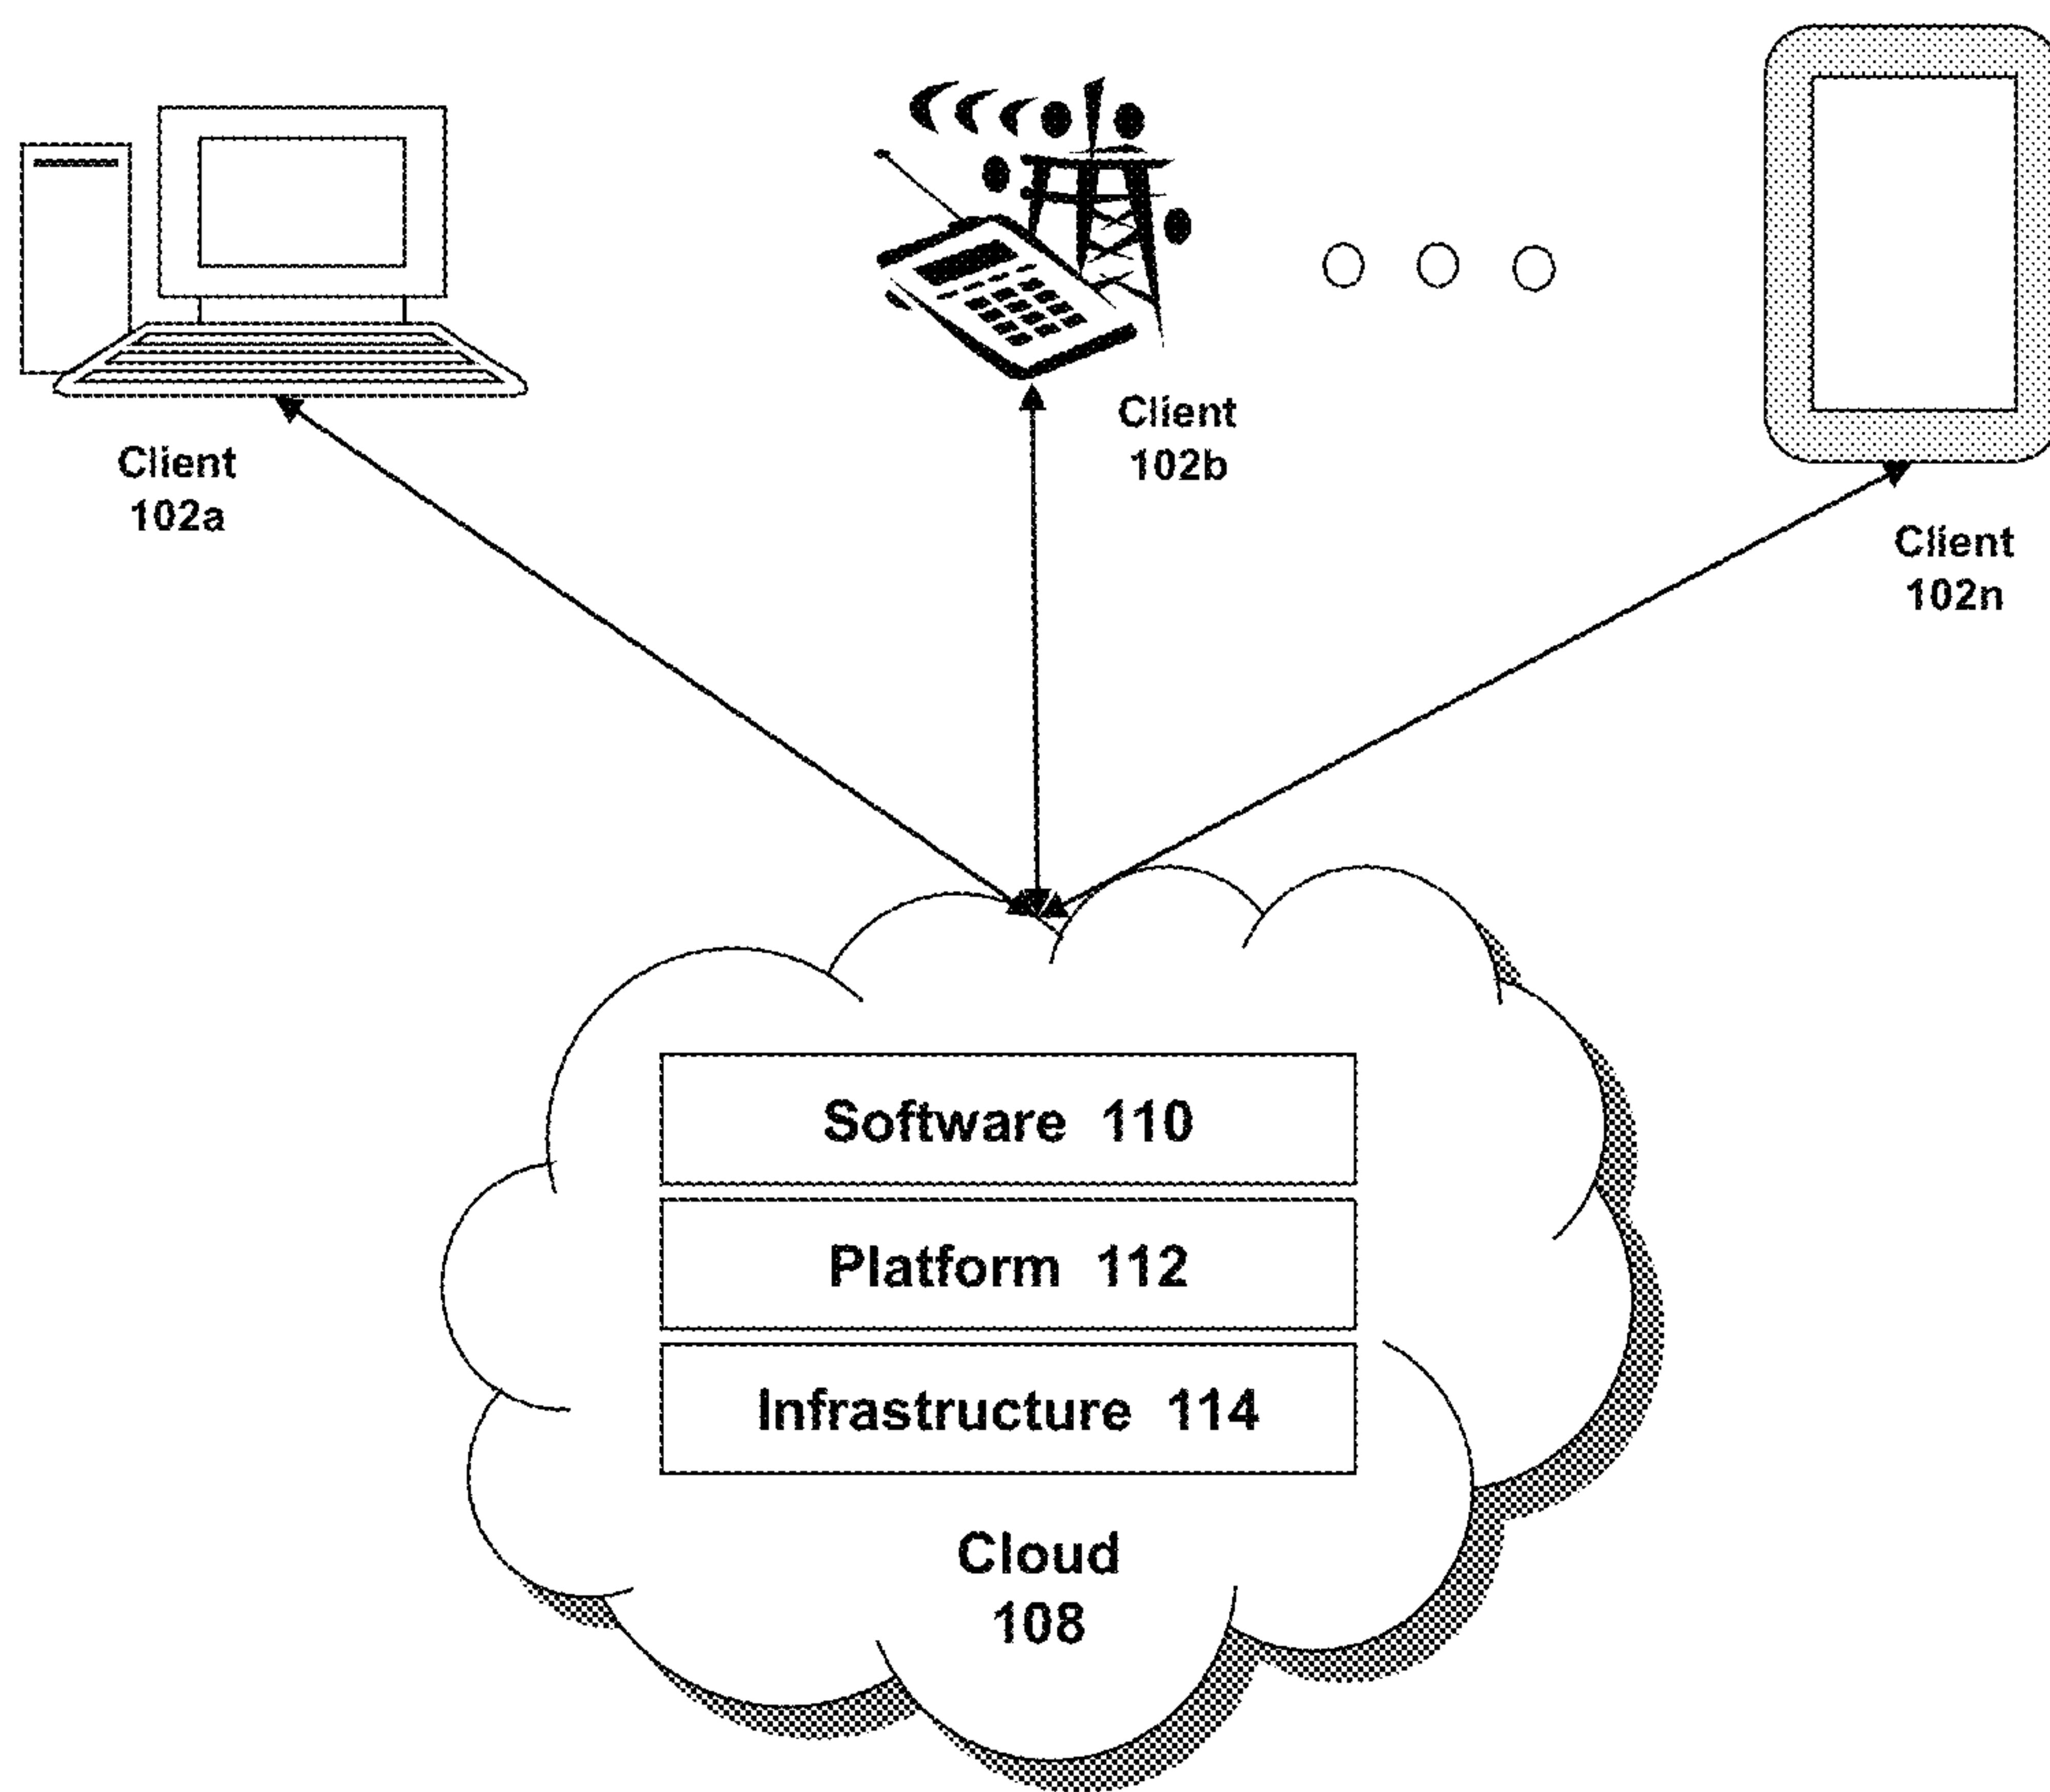 Client
102a
Client
102b
Client
102n
Software 110
Platform 112
Infrastructure 114
Cloud
108